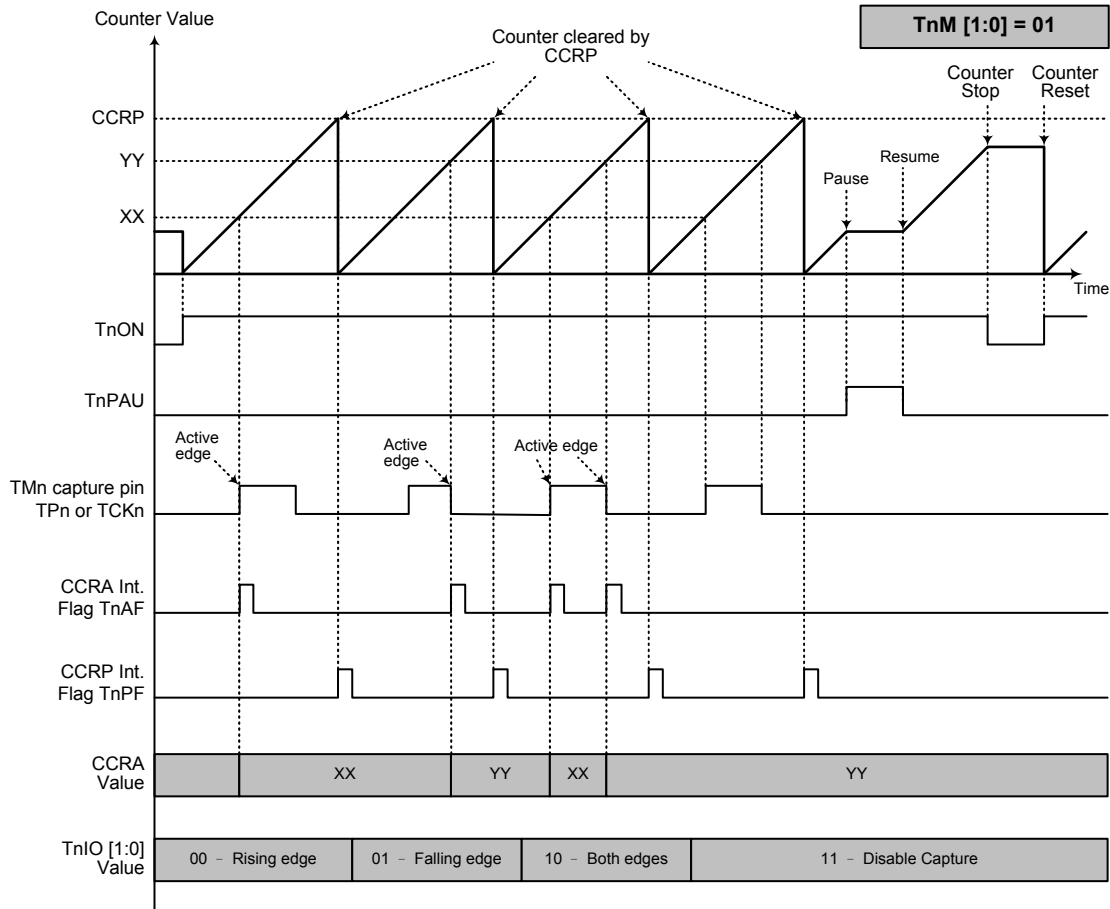 Counter Value
TnM [1:0] = 01
Counter cleared by
CCRP
Counter
Stop
Counter
Reset
CCRP
YY
Resume
Pause
XX
Time
TnON
TnPAU
Active
edge
Active
edge
Active edge
TMn capture pin
TPn or TCKn
CCRA Int.
Flag TnAF
CCRP Int.
Flag TnPF
CCRA
Value
XX
YY
XX
YY
TnIO [1:0]
Value
00 – Rising edge
01 – Falling edge
10 – Both edges
11 – Disable Capture